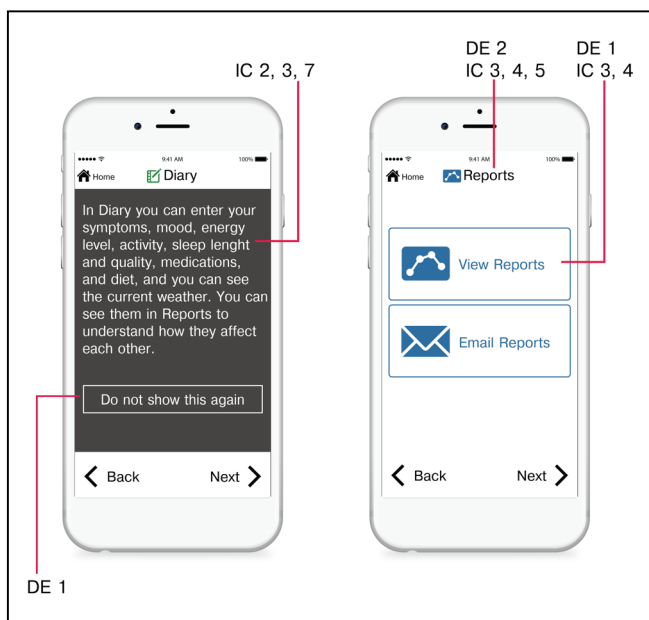 DE 2
DE 1
IC 2, 3, 7
IC 3, 4, 5
IC 3, 4
9:41 AM
100%
Home
Diary
In Diary you can enter your
symptoms, mood, energy
level, activity, sleep lenght
and quality, medications,
and diet, and you can see
the current weather. You can
see them in Reports to
understand how they affect
each other.
Do not show this again
Back
Next
DE 1
9:41 AM
100%
Home
Reports
View Reports
Email Reports
Back
Next